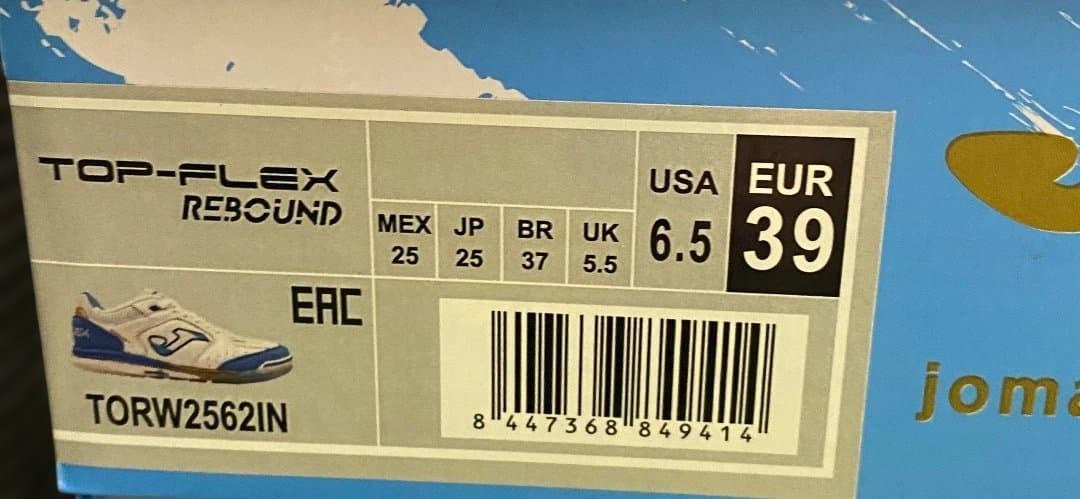 TOP-FLEX
REBOUND
MEX
25
JP
25
BR
37
UK
5.5
USA
6.5
EUR
39
EAC
TORW2562IN
8 447368 849414
joma